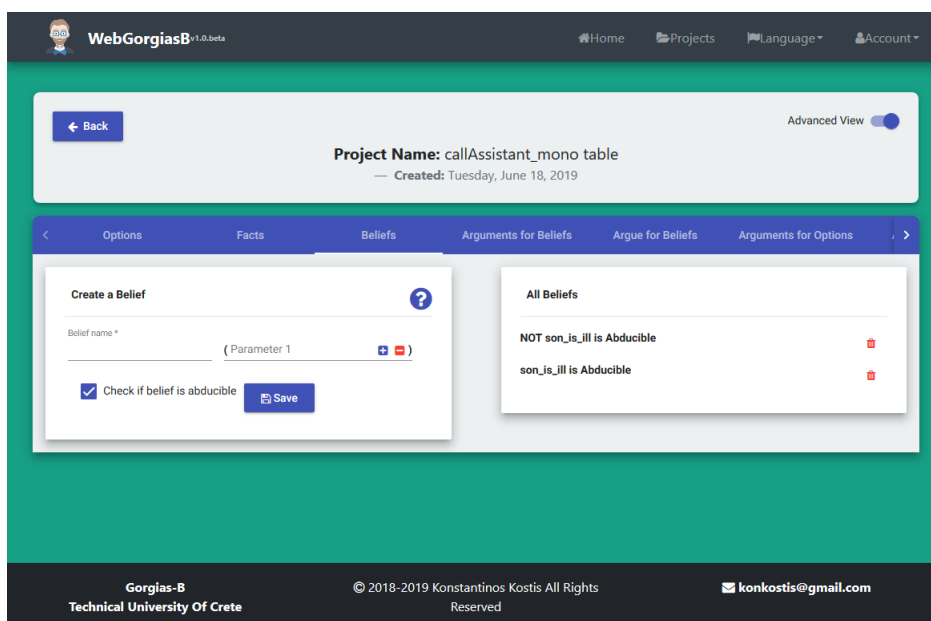 WebGorgiasB v1.0.beta
Home Projects Language Account
Back
Advanced View
Project Name: callAssistant_mono table
— Created: Tuesday, June 18, 2019
Options Facts Beliefs Arguments for Beliefs Argue for Beliefs Arguments for Options
Create a Belief
?
Belief name *
( Parameter 1 )
Check if belief is abducible
Save
All Beliefs
NOT son_is_ill is Abducible
son_is_ill is Abducible
Gorgias-B
Technical University Of Crete
© 2018-2019 Konstantinos Kostis All Rights
Reserved
konkostis@gmail.com